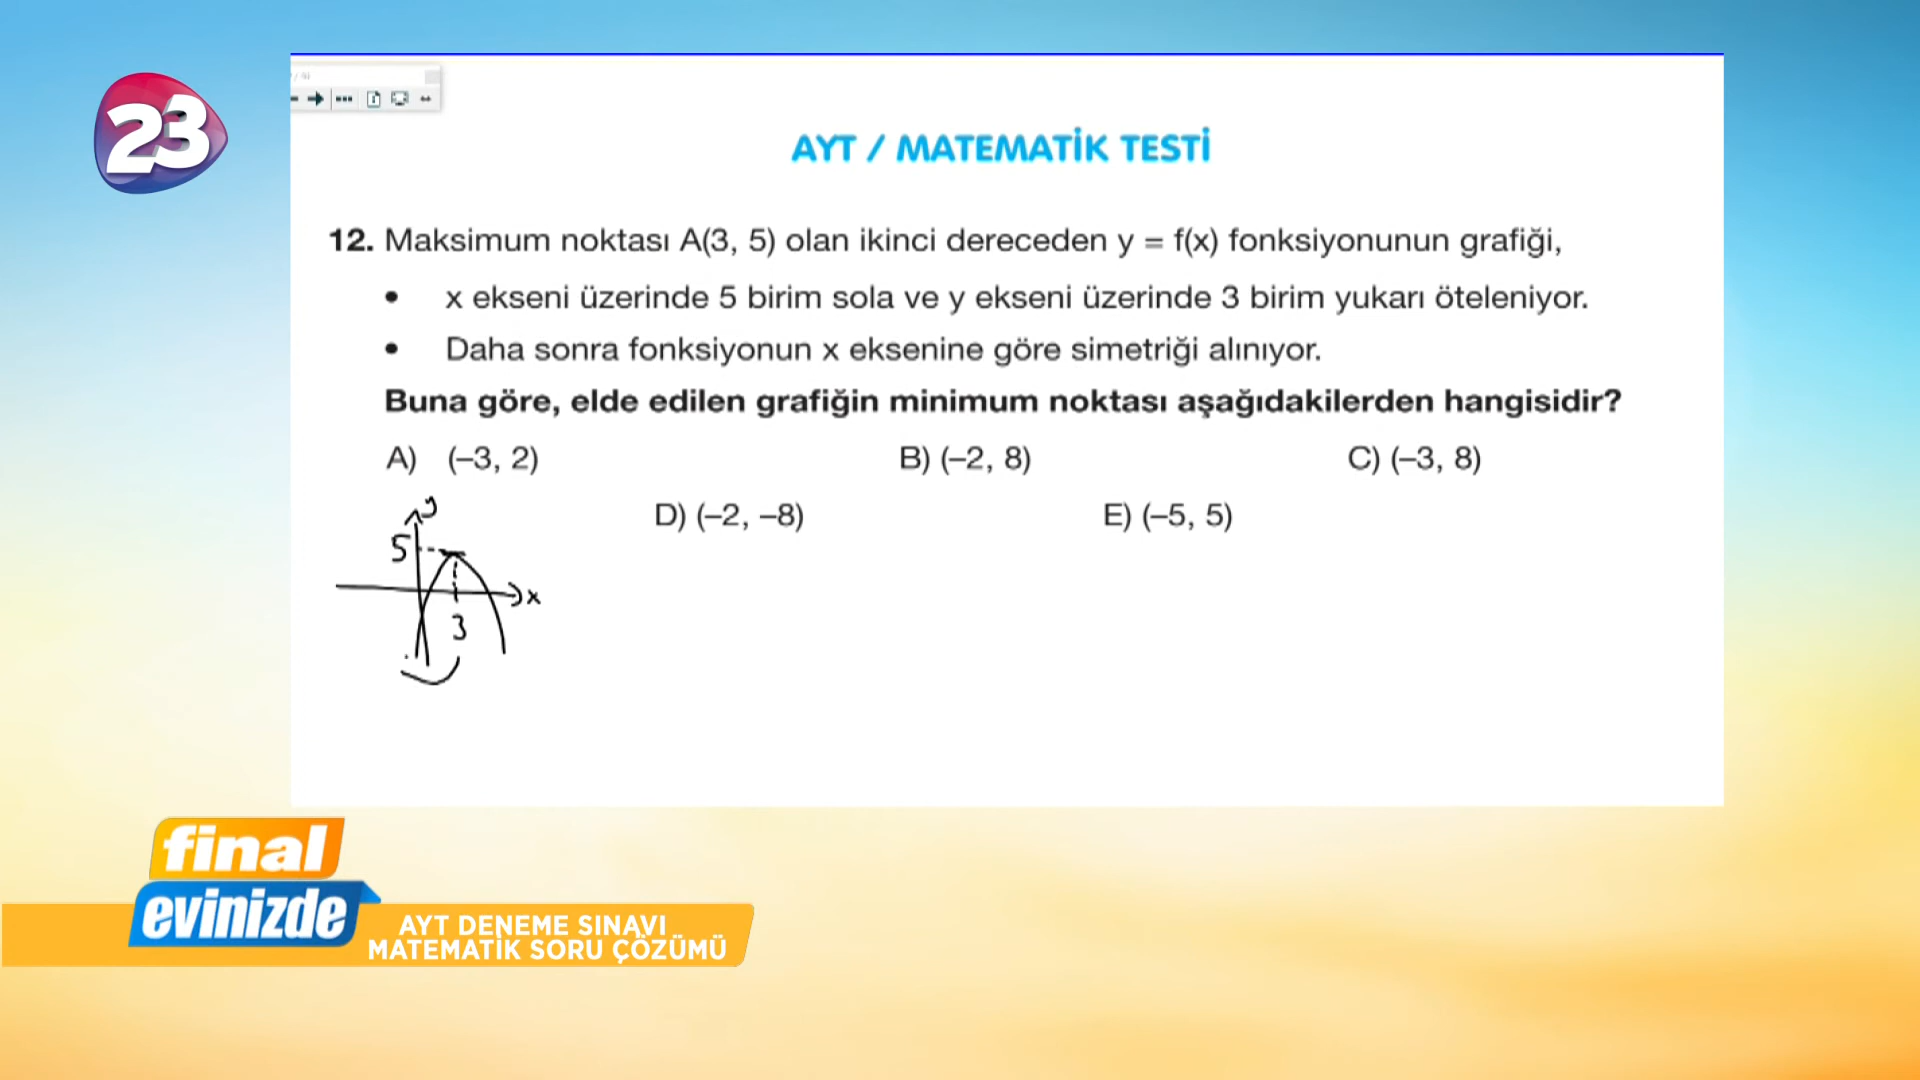 23
AYT / MATEMATİK TESTİ
12. Maksimum noktası A(3, 5) olan ikinci dereceden y = f(x) fonksiyonunun grafiği,
• x ekseni üzerinde 5 birim sola ve y ekseni üzerinde 3 birim yukarı öteleniyor.
• Daha sonra fonksiyonun x eksenine göre simetriği alınıyor.
Buna göre, elde edilen grafiğin minimum noktası aşağıdakilerden hangisidir?
A) (–3, 2) B) (–2, 8) C) (–3, 8)
D) (–2, –8) E) (–5, 5)
y
5
x
3
final
evinizde
AYT DENEME SINAVI
MATEMATİK SORU ÇÖZÜMÜ